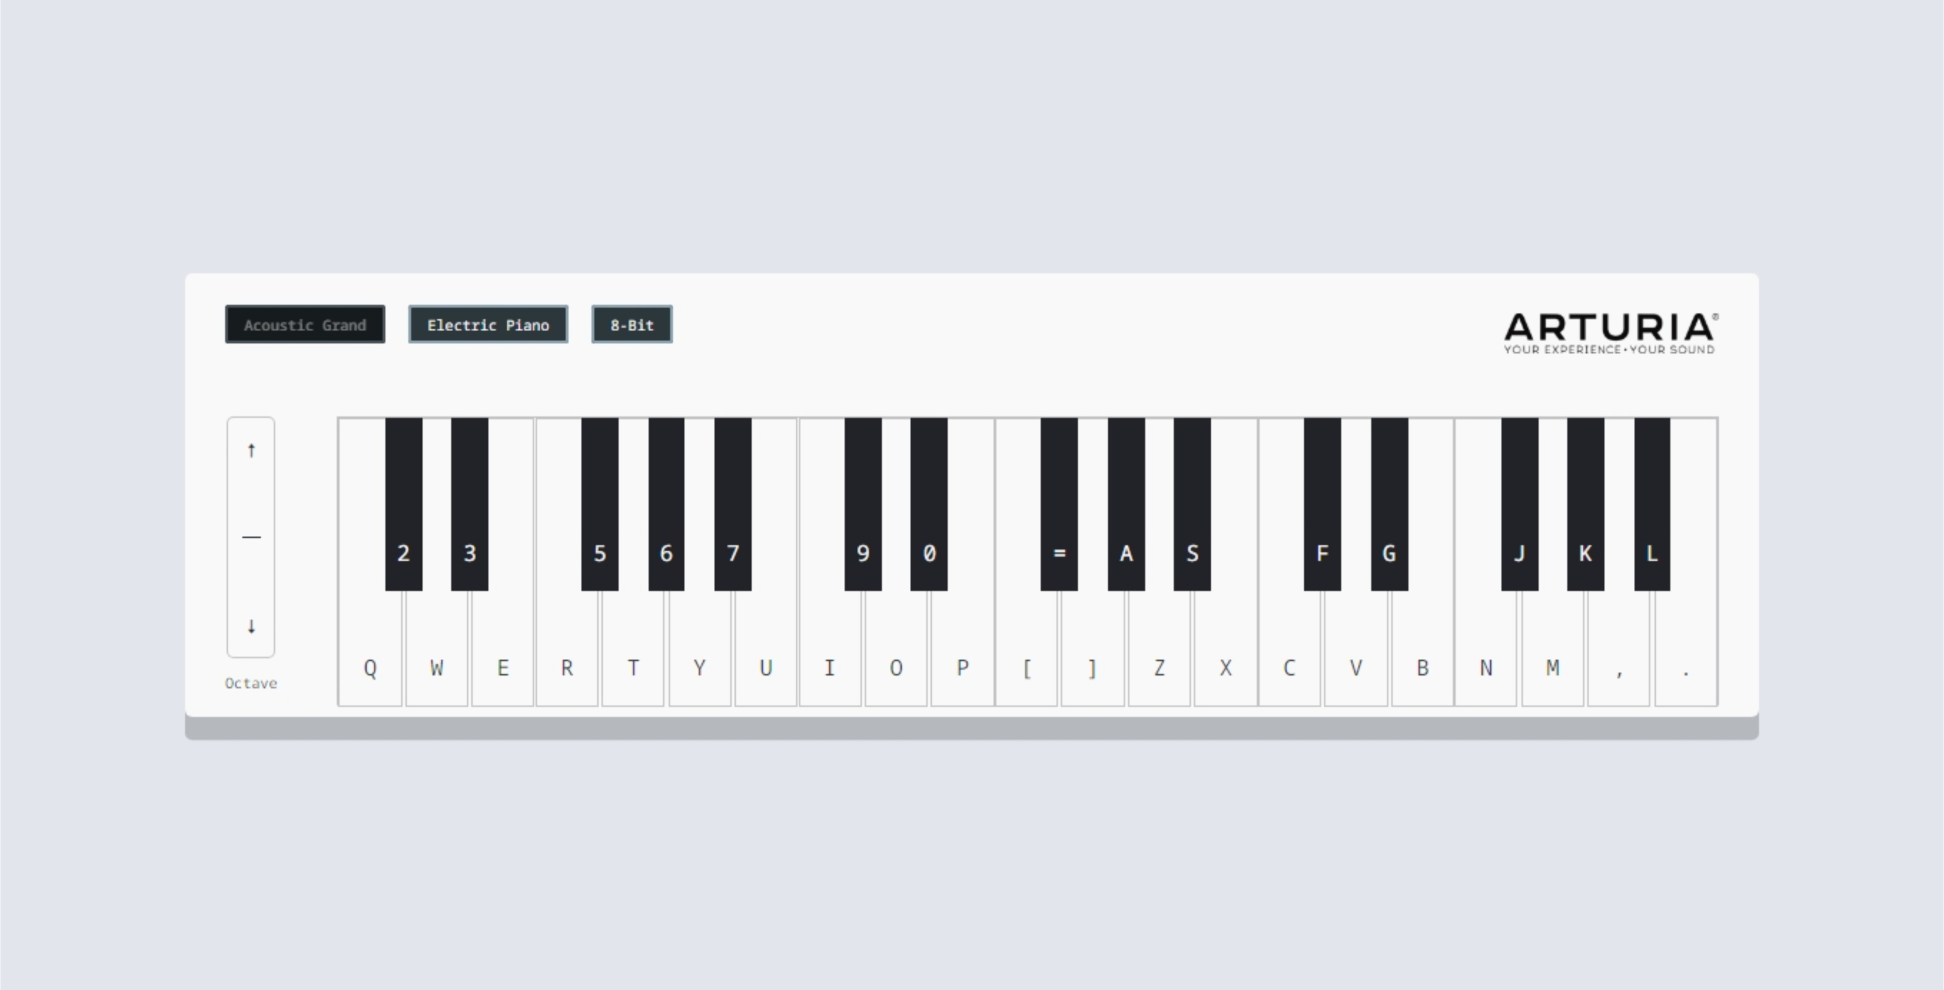 Acoustic Grand Electric Piano 8-Bit
ARTURIA®
YOUR EXPERIENCE • YOUR SOUND
↑
—
↓
Octave
2 3 5 6 7 9 0 = A S F G J K L
Q W E R T Y U I O P [ ] Z X C V B N M , .